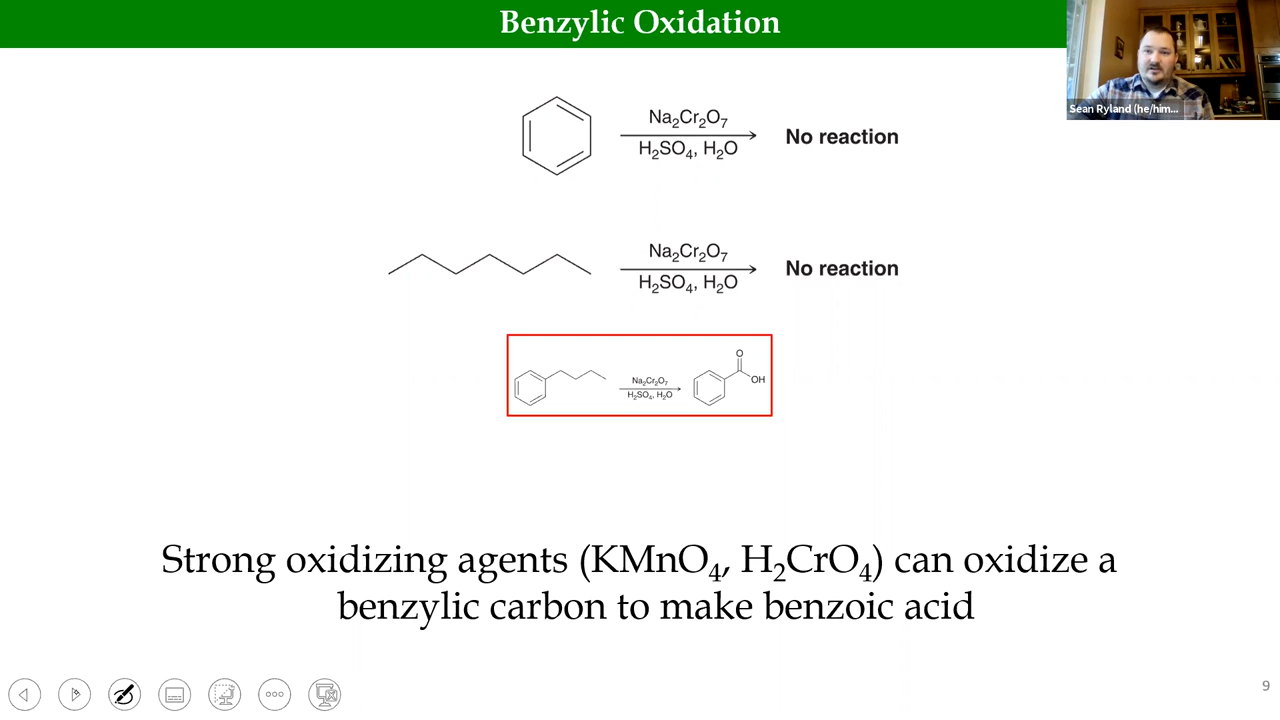 Benzylic Oxidation
Sean Ryland (he/him...
Na₂Cr₂O₇
H₂SO₄, H₂O
No reaction
Na₂Cr₂O₇
H₂SO₄, H₂O
No reaction
Na₂Cr₂O₇
H₂SO₄, H₂O
O
OH
Strong oxidizing agents (KMnO₄, H₂CrO₄) can oxidize a
benzylic carbon to make benzoic acid
9